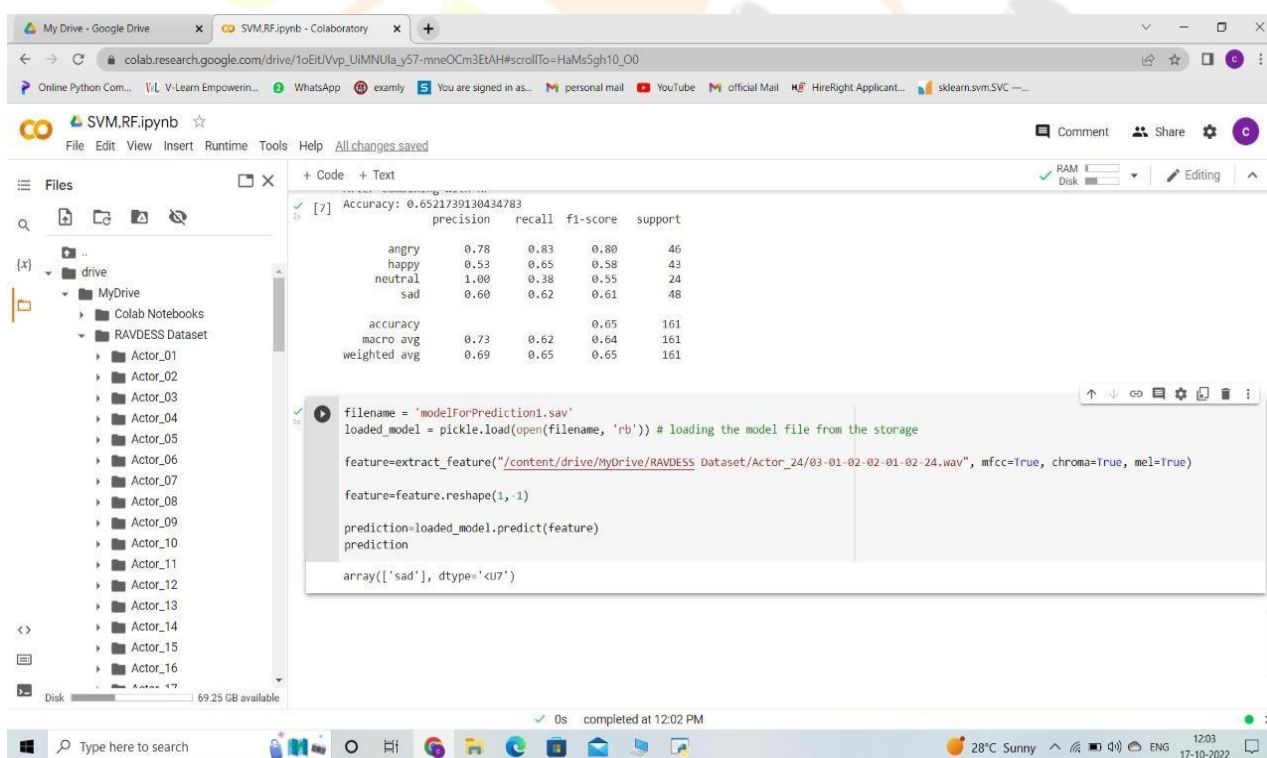 My Drive - Google Drive
SVM,RF.ipynb - Colaboratory
colab.research.google.com/drive/1oEitJVvp_UiMNUla_y57-mneOCm3EtAH#scrollTo=HaMs5gh10_O0
Online Python Com... V-Learn Empowerin... WhatsApp examly You are signed in as... personal mail YouTube official Mail HireRight Applicant... sklearn.svm.SVC —...
SVM,RF.ipynb
Comment Share C
File Edit View Insert Runtime Tools Help All changes saved
Files
+ Code + Text
RAM
Disk
Editing
..
drive
MyDrive
Colab Notebooks
RAVDESS Dataset
Actor_01
Actor_02
Actor_03
Actor_04
Actor_05
Actor_06
Actor_07
Actor_08
Actor_09
Actor_10
Actor_11
Actor_12
Actor_13
Actor_14
Actor_15
Actor_16
Actor_17
Disk 69.25 GB available
[7] Accuracy: 0.6521739130434783
precision recall f1-score support
angry 0.78 0.83 0.80 46
happy 0.53 0.65 0.58 43
neutral 1.00 0.38 0.55 24
sad 0.60 0.62 0.61 48
accuracy 0.65 161
macro avg 0.73 0.62 0.64 161
weighted avg 0.69 0.65 0.65 161
filename = 'modelForPrediction1.sav'
loaded_model = pickle.load(open(filename, 'rb')) # loading the model file from the storage
feature=extract_feature("/content/drive/MyDrive/RAVDESS Dataset/Actor_24/03-01-02-02-01-02-24.wav", mfcc=True, chroma=True, mel=True)
feature=feature.reshape(1,-1)
prediction=loaded_model.predict(feature)
prediction
array(['sad'], dtype='<U7')
0s completed at 12:02 PM
Type here to search
28°C Sunny
ENG
12:03
17-10-2022